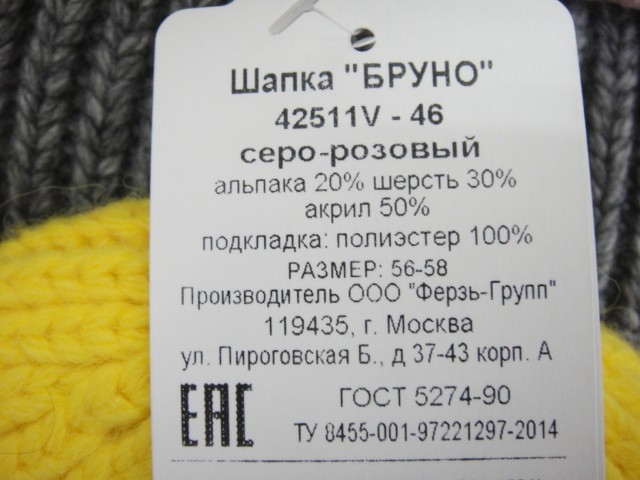 Шапка "БРУНО"
42511V - 46
серо-розовый
альпака 20% шерсть 30%
акрил 50%
подкладка: полиэстер 100%
РАЗМЕР: 56-58
Производитель ООО "Ферзь-Групп"
119435, г. Москва
ул. Пироговская Б., д 37-43 корп. А
ЕАС ГОСТ 5274-90
ТУ 8455-001-97221297-2014